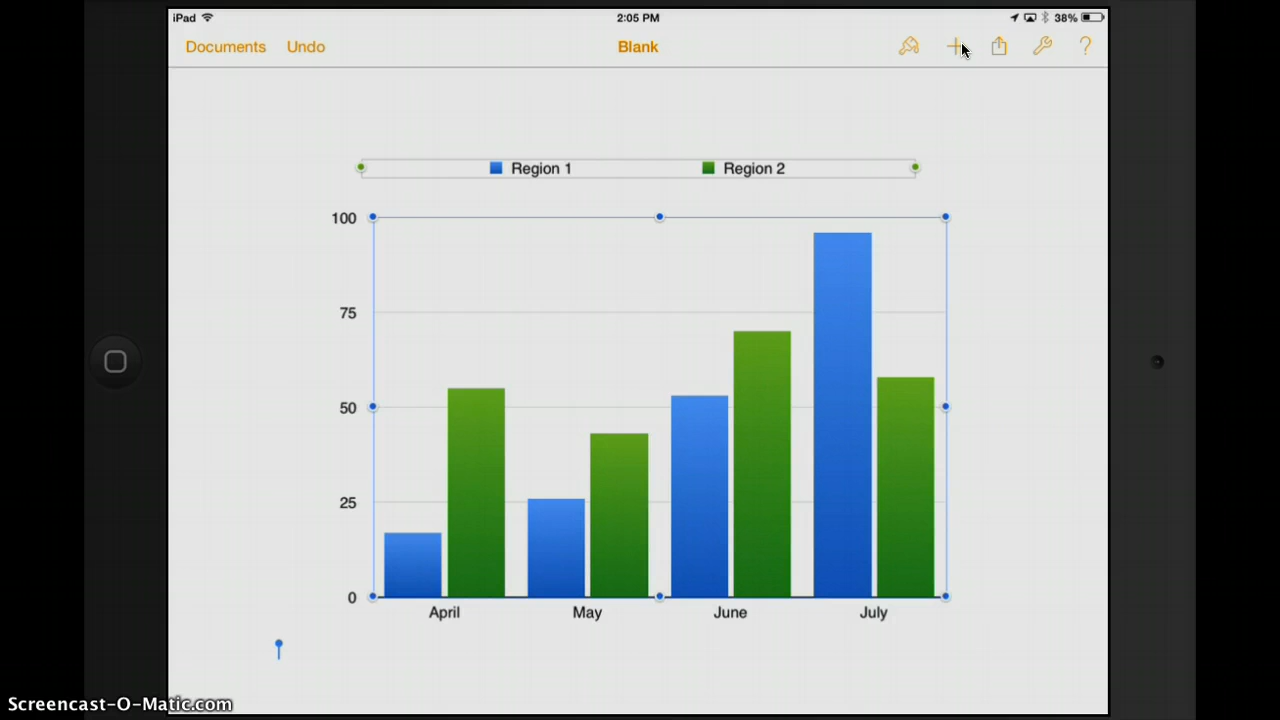 iPad 2:05 PM 38%
Documents Undo Blank ?
Region 1 Region 2
100
75
50
25
0
April May June July
Screencast-O-Matic.com